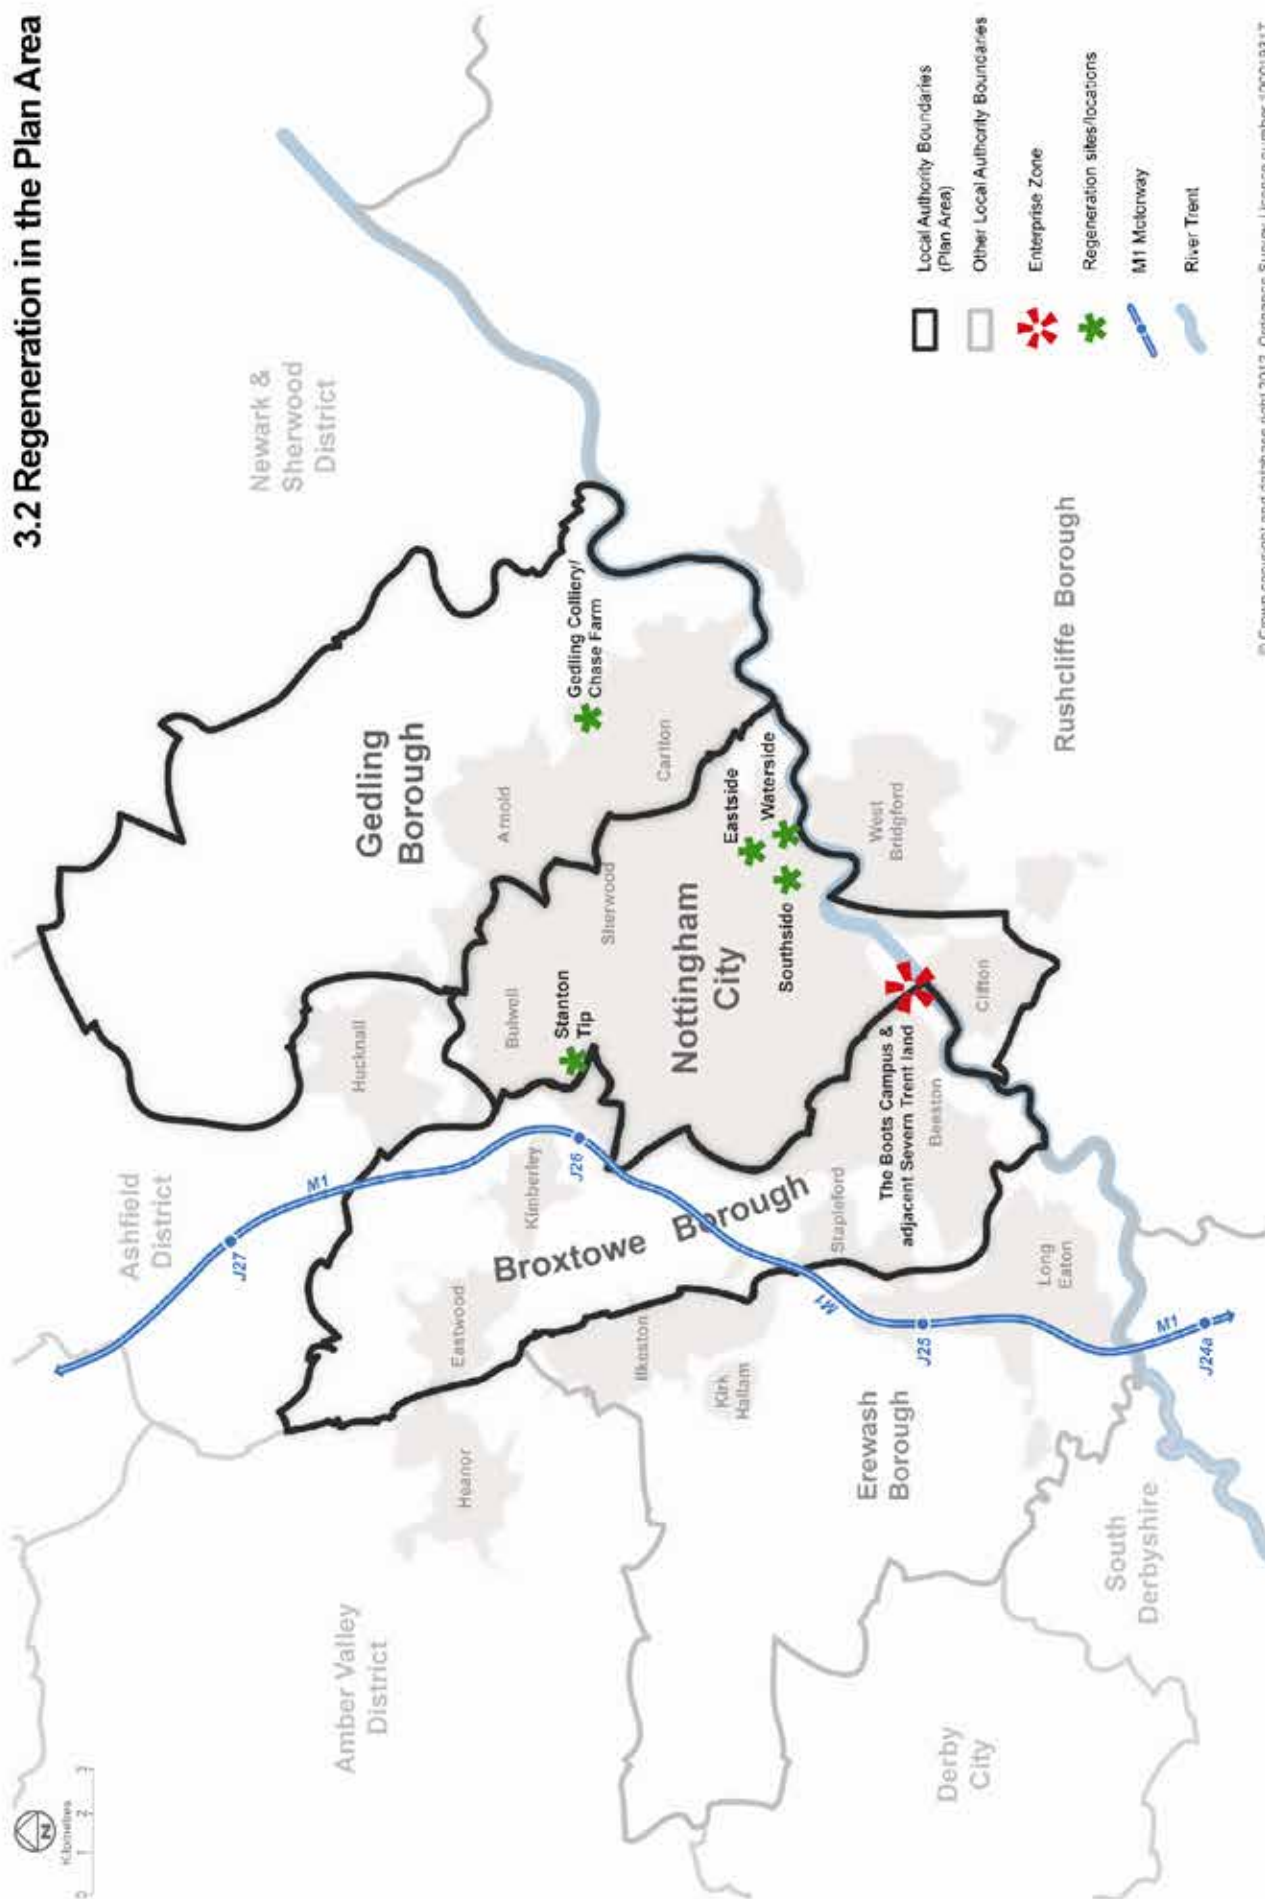 3.2 Regeneration in the Plan Area
Kilometres
0 1 2 3
N
Amber Valley
District
Ashfield
District
Newark &
Sherwood
District
Gedling
Borough
Hucknall
Heanor
Eastwood
Kimberley
Bulwell
Arnold
Stanton
Tip
Gedling Colliery/
Chase Farm
Sherwood
Carlton
Nottingham
City
Broxtowe Borough
Ilkeston
Kirk
Hallam
Stapleford
Eastside
Waterside
Southside
West
Bridgford
The Boots Campus &
adjacent Severn Trent land
Beeston
Clifton
Erewash
Borough
Long
Eaton
Rushcliffe Borough
Derby
City
South
Derbyshire
M1
J27
J26
M1
J25
M1
J24a
Local Authority Boundaries
(Plan Area)
Other Local Authority Boundaries
Enterprise Zone
Regeneration sites/locations
M1 Motorway
River Trent